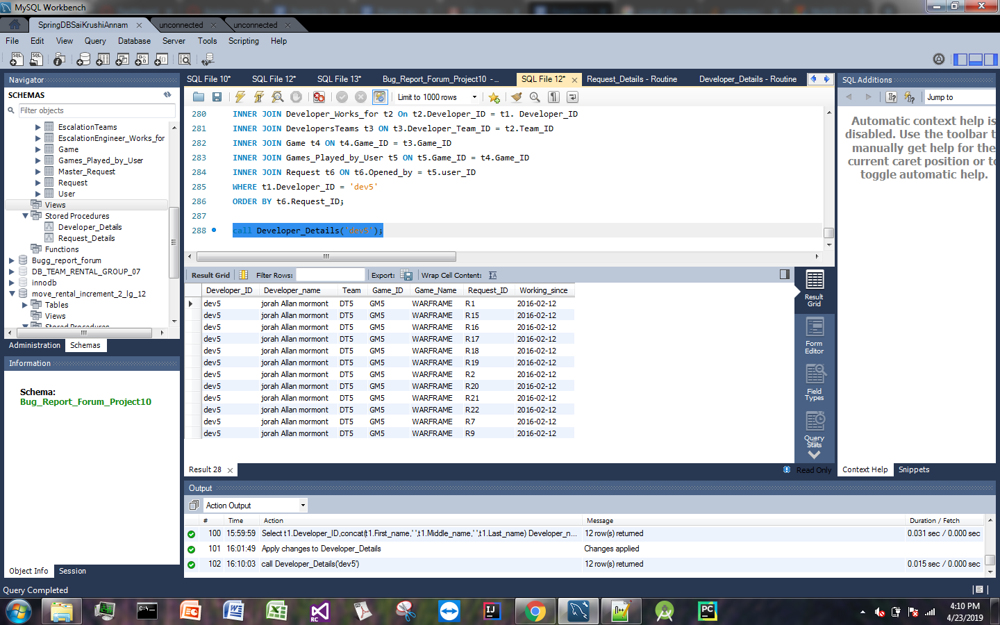 MySQL Workbench
SpringDBSaiKrushiAnnam
unconnected
unconnected
File Edit View Query Database Server Tools Scripting Help
Navigator
SCHEMAS
Filter objects
EscalationTeams
EscalationEngineer_Works_for
Game
Games_Played_by_User
Master_Request
Request
User
Views
Stored Procedures
Developer_Details
Request_Details
Functions
Bugg_report_forum
DB_TEAM_RENTAL_GROUP_07
innodb
move_rental_increment_2_lg_12
Tables
Views
Stored Procedures
Administration Schemas
Information
Schema:
Bug_Report_Forum_Project10
Object Info Session
SQL File 10* SQL File 12* SQL File 13* Bug_Report_Forum_Project10 - ... SQL File 12* Request_Details - Routine Developer_Details - Routine
Limit to 1000 rows
280 INNER JOIN Developer_Works_for t2 On t2.Developer_ID = t1. Developer_ID
281 INNER JOIN DevelopersTeams t3 ON t3.Developer_Team_ID = t2.Team_ID
282 INNER JOIN Game t4 ON t4.Game_ID = t3.Game_ID
283 INNER JOIN Games_Played_by_User t5 ON t5.Game_ID = t4.Game_ID
284 INNER JOIN Request t6 ON t6.Opened_by = t5.user_ID
285 WHERE t1.Developer_ID = 'dev5'
286 ORDER BY t6.Request_ID;
287
288 call Developer_Details('dev5');
Result Grid Filter Rows: Export: Wrap Cell Content:
Developer_ID Developer_name Team Game_ID Game_Name Request_ID Working_since
dev5 jorah Allan mormont DT5 GM5 WARFRAME R1 2016-02-12
dev5 jorah Allan mormont DT5 GM5 WARFRAME R15 2016-02-12
dev5 jorah Allan mormont DT5 GM5 WARFRAME R16 2016-02-12
dev5 jorah Allan mormont DT5 GM5 WARFRAME R17 2016-02-12
dev5 jorah Allan mormont DT5 GM5 WARFRAME R18 2016-02-12
dev5 jorah Allan mormont DT5 GM5 WARFRAME R19 2016-02-12
dev5 jorah Allan mormont DT5 GM5 WARFRAME R2 2016-02-12
dev5 jorah Allan mormont DT5 GM5 WARFRAME R20 2016-02-12
dev5 jorah Allan mormont DT5 GM5 WARFRAME R21 2016-02-12
dev5 jorah Allan mormont DT5 GM5 WARFRAME R22 2016-02-12
dev5 jorah Allan mormont DT5 GM5 WARFRAME R7 2016-02-12
dev5 jorah Allan mormont DT5 GM5 WARFRAME R9 2016-02-12
Result
Grid
Form
Editor
Field
Types
Query
Stats
Result 28
Read Only
SQL Additions
Jump to
Automatic context help is
disabled. Use the toolbar t
manually get help for the
current caret position or to
toggle automatic help.
Context Help Snippets
Output
Action Output
# Time Action Message Duration / Fetch
100 15:59:59 Select t1.Developer_ID,concat(t1.First_name,' ',t1.Middle_name,' ',t1.Last_name) Developer_n... 12 row(s) returned 0.031 sec / 0.000 sec
101 16:01:49 Apply changes to Developer_Details Changes applied
102 16:10:03 call Developer_Details('dev5') 12 row(s) returned 0.015 sec / 0.000 sec
Query Completed
4:10 PM
4/23/2019